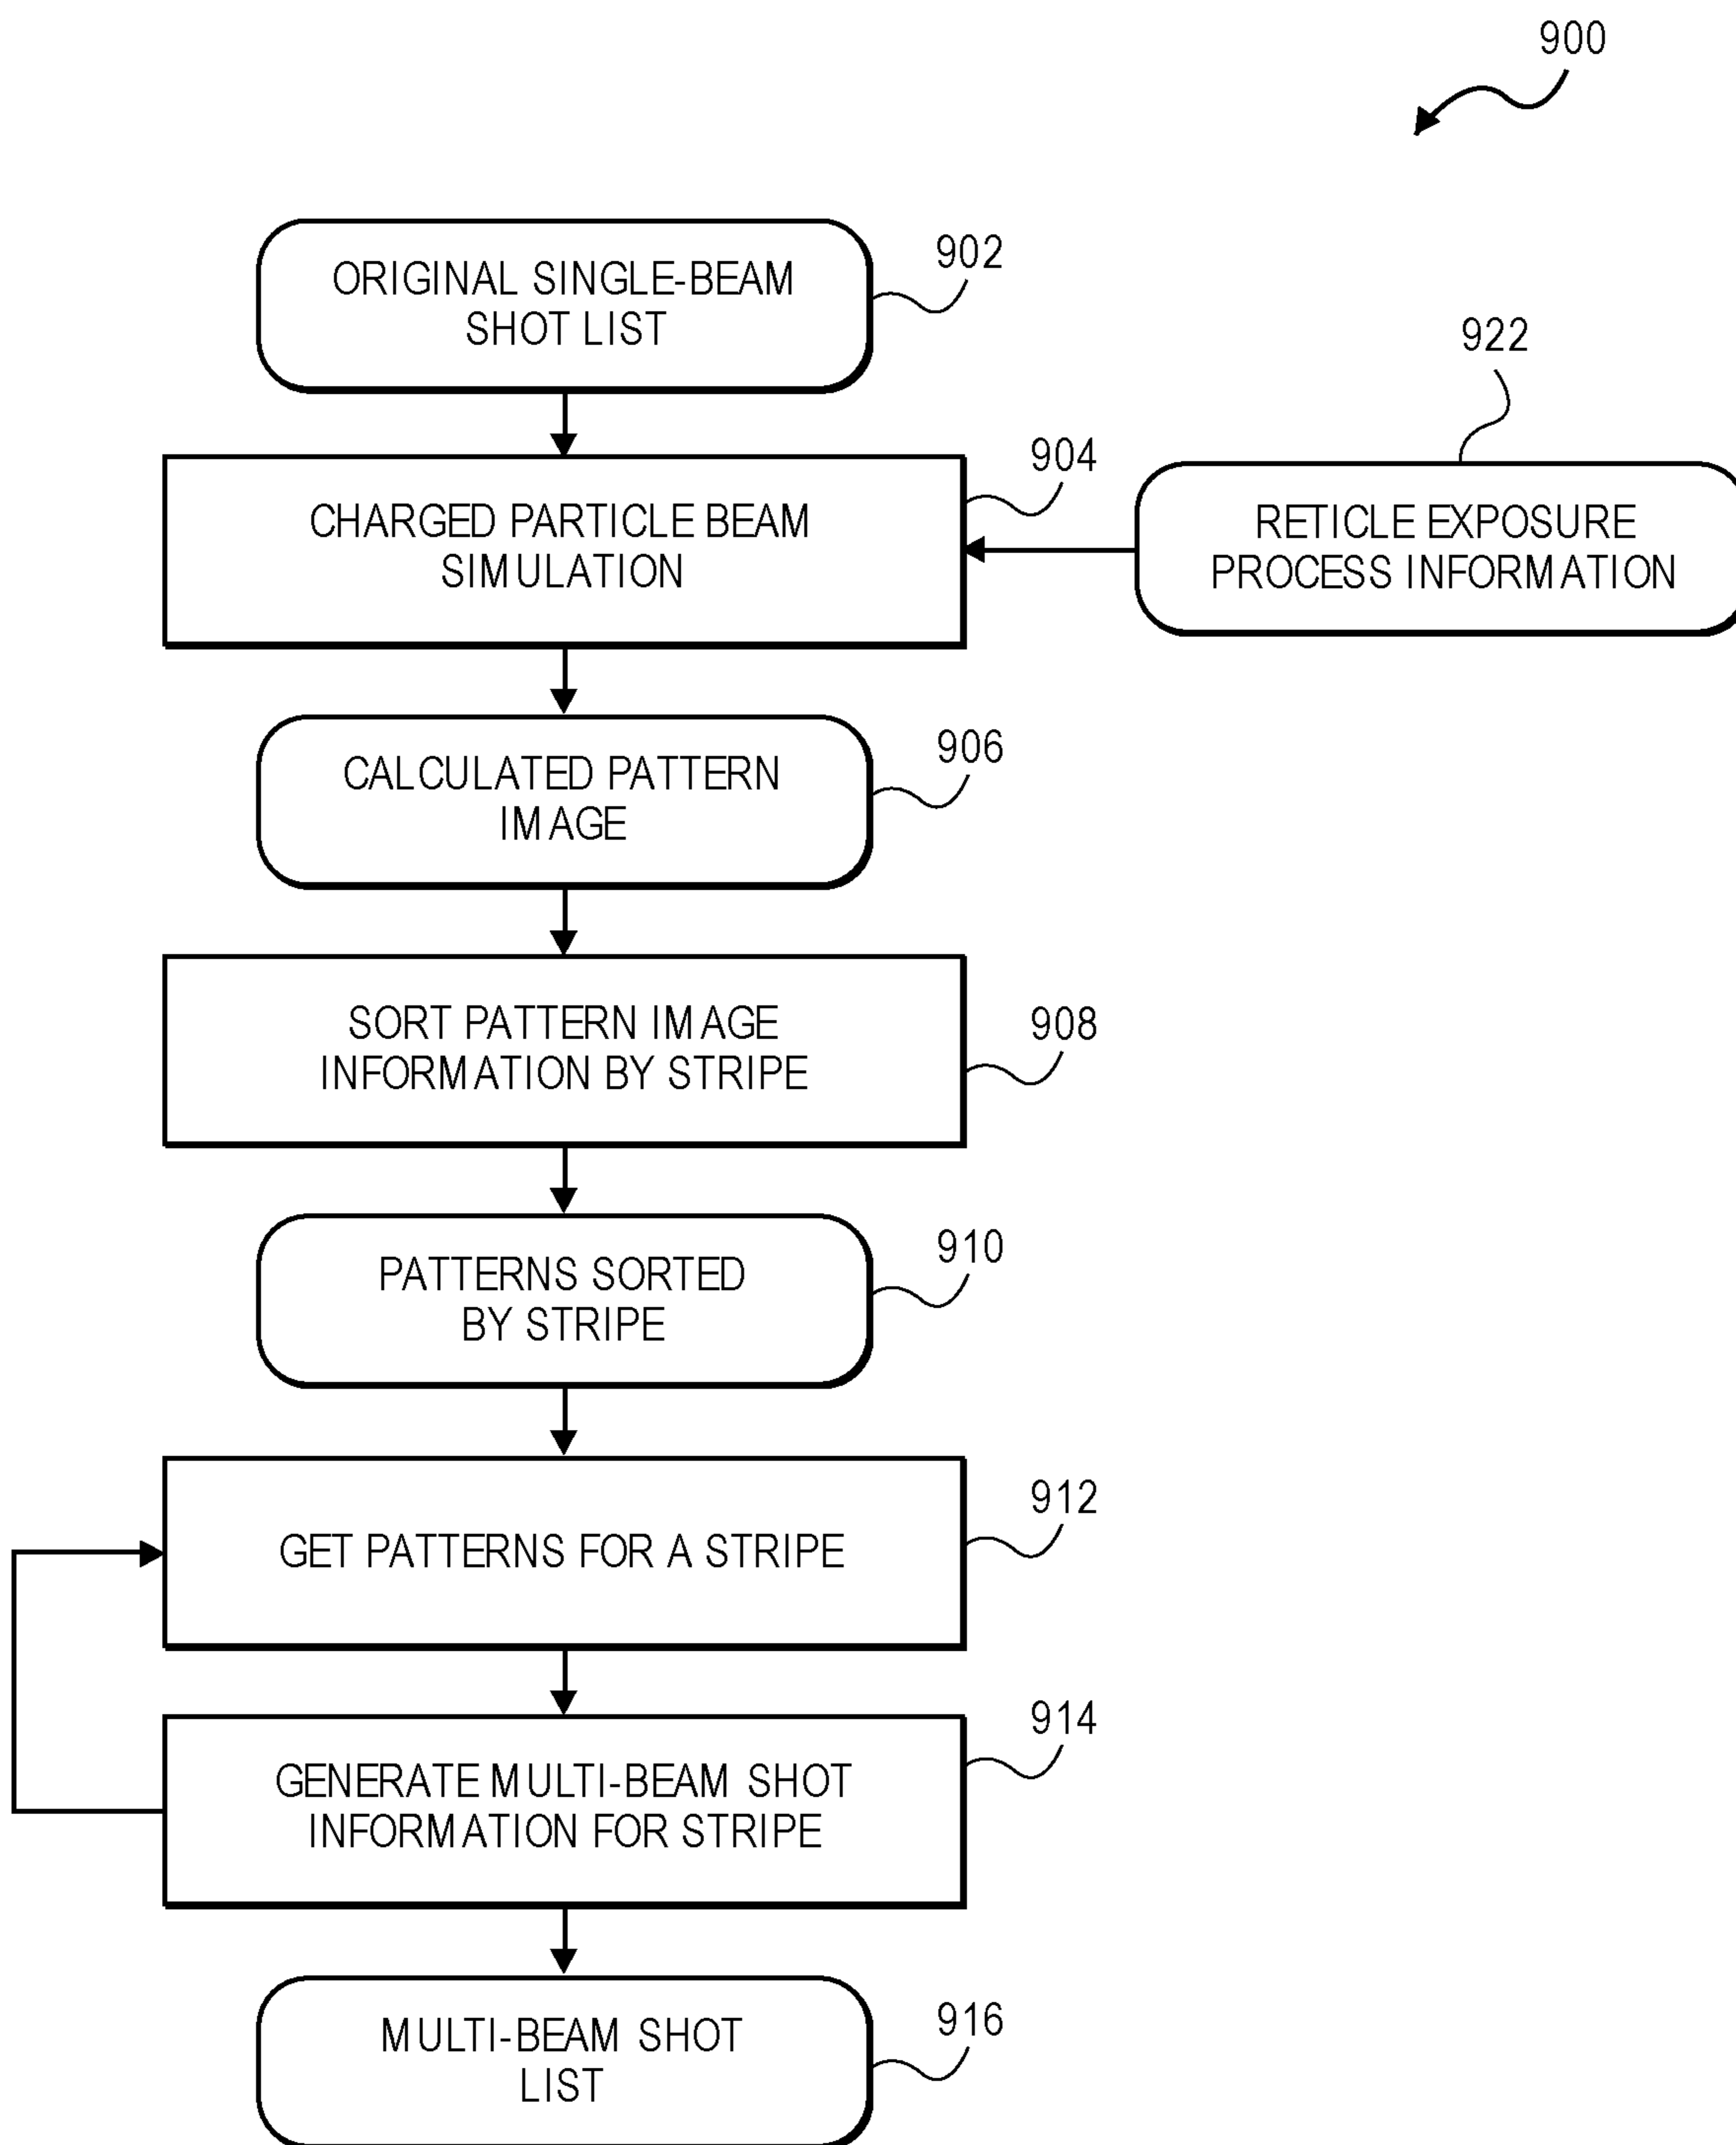 900
ORIGINAL SINGLE-BEAM
SHOT LIST
902
922
CHARGED PARTICLE BEAM
SIMULATION
904
RETICLE EXPOSURE
PROCESS INFORMATION
CALCULATED PATTERN
IMAGE
906
SORT PATTERN IMAGE
INFORMATION BY STRIPE
908
PATTERNS SORTED
BY STRIPE
910
GET PATTERNS FOR A STRIPE
912
GENERATE MULTI-BEAM SHOT
INFORMATION FOR STRIPE
914
MULTI-BEAM SHOT
LIST
916